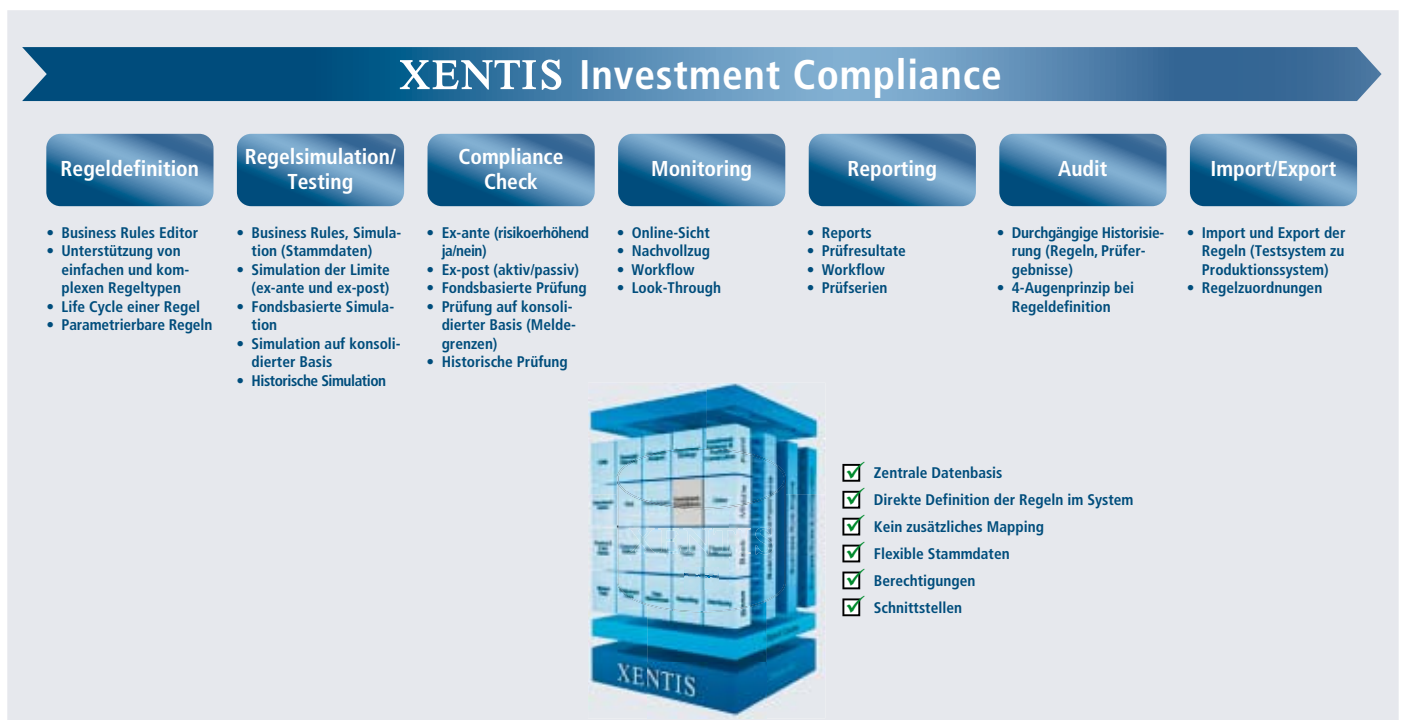 XENTIS Investment Compliance
Regeldefinition
• Business Rules Editor
• Unterstützung von
einfachen und kom-
plexen Regeltypen
• Life Cycle einer Regel
• Parametrierbare Regeln
Regelsimulation/
Testing
• Business Rules, Simula-
tion (Stammdaten)
• Simulation der Limite
(ex-ante und ex-post)
• Fondsbasierte Simula-
tion
• Simulation auf konsoli-
dierter Basis
• Historische Simulation
Compliance
Check
• Ex-ante (risikoerhöhend
ja/nein)
• Ex-post (aktiv/passiv)
• Fondsbasierte Prüfung
• Prüfung auf konsoli-
dierter Basis (Melde-
grenzen)
• Historische Prüfung
Monitoring
• Online-Sicht
• Nachvollzug
• Workflow
• Look-Through
Reporting
• Reports
• Prüfresultate
• Workflow
• Prüfserien
Audit
• Durchgängige Historisie-
rung (Regeln, Prüfer-
gebnisse)
• 4-Augenprinzip bei
Regeldefinition
Import/Export
• Import und Export der
Regeln (Testsystem zu
Produktionssystem)
• Regelzuordnungen
Zentrale Datenbasis
Direkte Definition der Regeln im System
Kein zusätzliches Mapping
Flexible Stammdaten
Berechtigungen
Schnittstellen
XENTIS